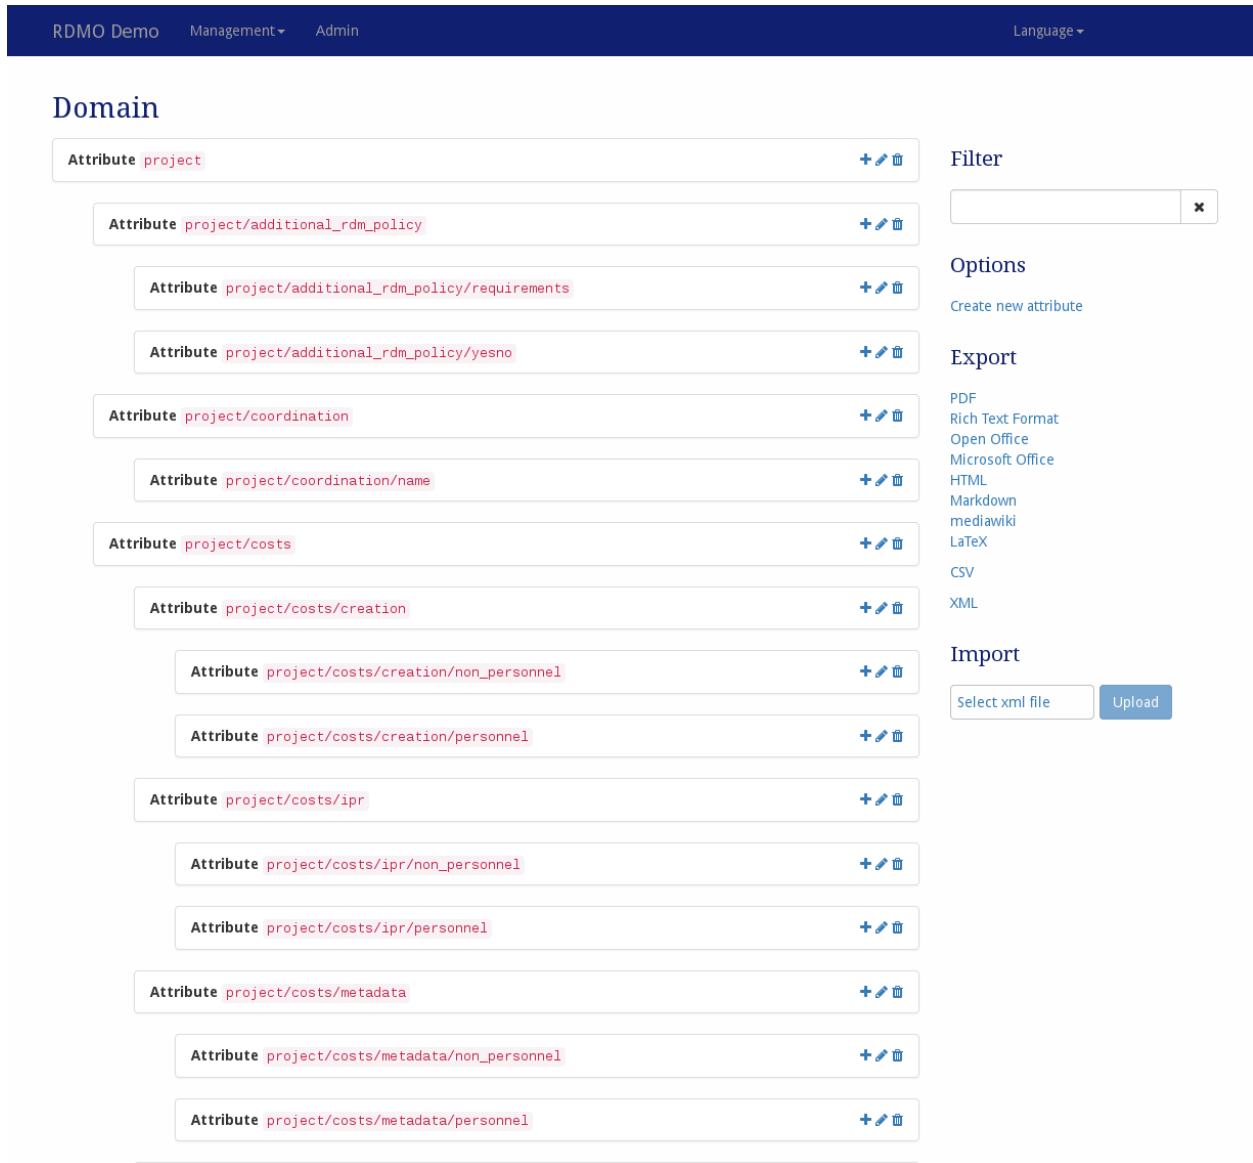 RDMO Demo Management Admin Language
Domain
Attribute project
Attribute project/additional_rdm_policy
Attribute project/additional_rdm_policy/requirements
Attribute project/additional_rdm_policy/yesno
Attribute project/coordination
Attribute project/coordination/name
Attribute project/costs
Attribute project/costs/creation
Attribute project/costs/creation/non_personnel
Attribute project/costs/creation/personnel
Attribute project/costs/ipr
Attribute project/costs/ipr/non_personnel
Attribute project/costs/ipr/personnel
Attribute project/costs/metadata
Attribute project/costs/metadata/non_personnel
Attribute project/costs/metadata/personnel
Filter
Options
Create new attribute
Export
PDF
Rich Text Format
Open Office
Microsoft Office
HTML
Markdown
mediawiki
LaTeX
CSV
XML
Import
Select xml file Upload